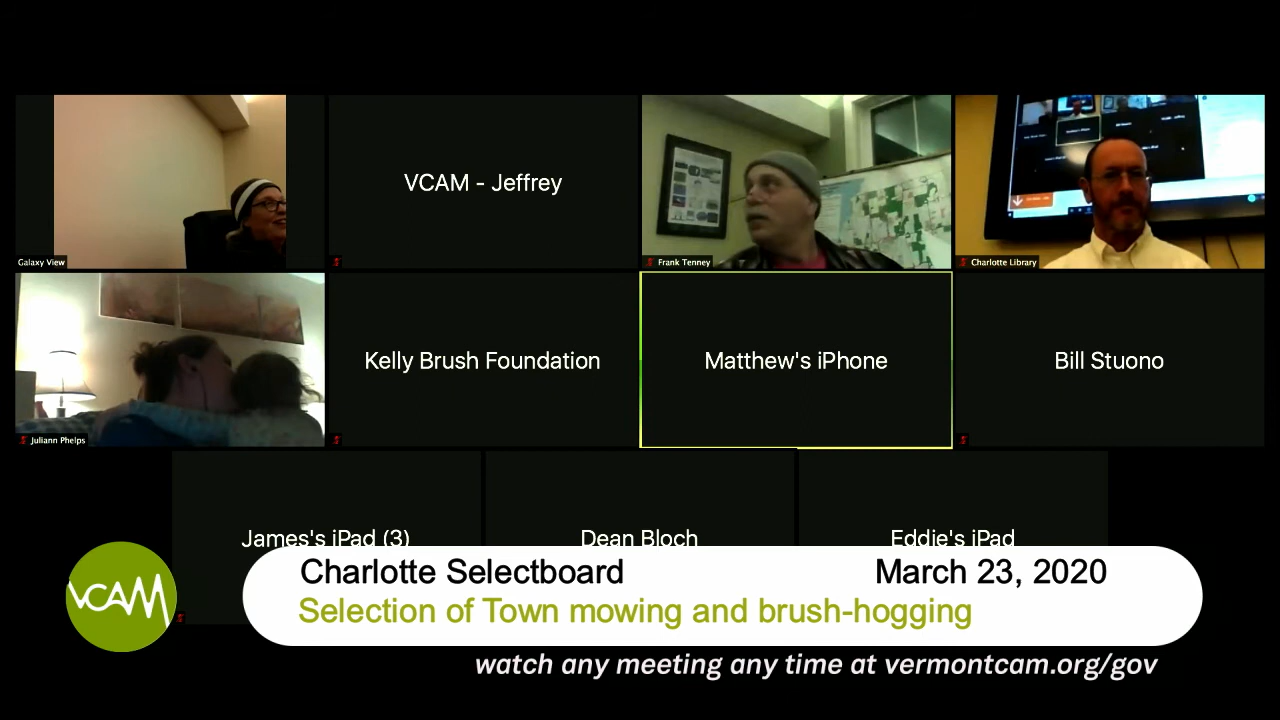 VCAM - Jeffrey
Galaxy View
Frank Tenney
Charlotte Library
Kelly Brush Foundation
Matthew's iPhone
Bill Stuono
Juliann Phelps
James's iPad (3)
Dean Bloch
Eddie's iPad
VCAM
Charlotte Selectboard
March 23, 2020
Selection of Town mowing and brush-hogging
watch any meeting any time at vermontcam.org/gov